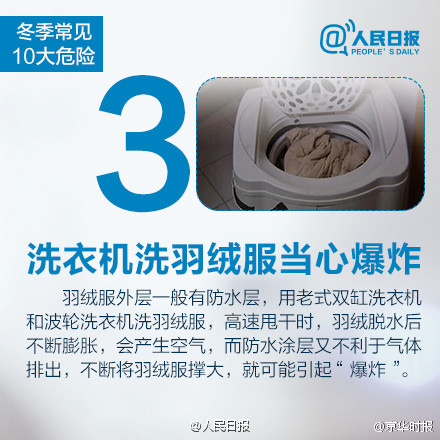 冬季常见
10大危险
@人民日报
PEOPLE'S DAILY
3
洗衣机洗羽绒服当心爆炸
羽绒服外层一般有防水层，用老式双缸洗衣机
和波轮洗衣机洗羽绒服，高速甩干时，羽绒脱水后
不断膨胀，会产生空气，而防水涂层又不利于气体
排出，不断将羽绒服撑大，就可能引起“爆炸”。
@人民日报
@京华时报